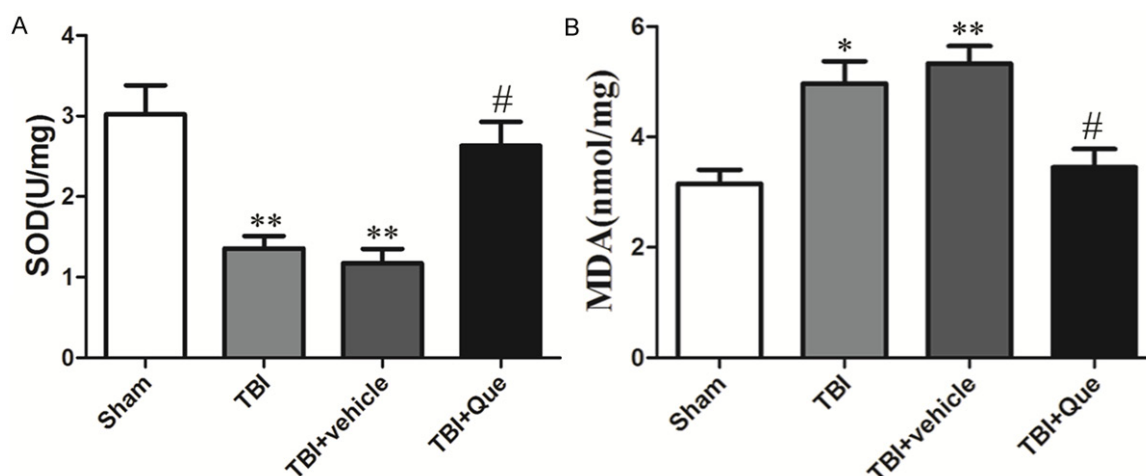 A
SOD(U/mg)
4
3
2
1
0
**
**
#
Sham
TBI
TBI+vehicle
TBI+Que
B
MDA(nmol/mg)
6
4
2
0
*
**
#
Sham
TBI
TBI+vehicle
TBI+Que